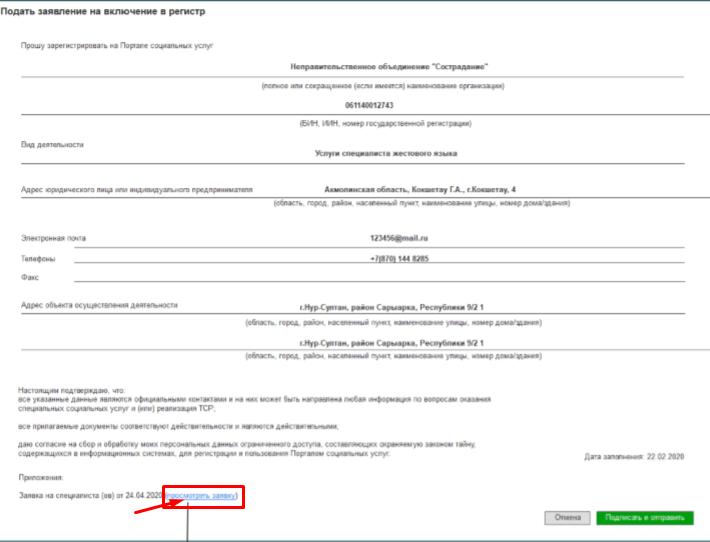 Подать заявление на включение в регистр
Прошу зарегистрировать на Портале социальных услуг
Неправительственное объединение "Сострадание"
(полное или сокращенное (если имеется) наименование организации)
061140012743
(БИН, ИИН, номер государственной регистрации)
Вид деятельности
Услуги специалиста жестового языка
Адрес юридического лица или индивидуального предпринимателя
Акмолинская область, Кокшетау Г.А., г.Кокшетау, 4
(область, город, район, населенный пункт, наименование улицы, номер дома/здания)
Электронная почта
123456@mail.ru
Телефоны
+7(870) 144 8285
Факс
Адрес объекта осуществления деятельности
г.Нур-Султан, район Сарыарка, Республики 9/2 1
(область, город, район, населенный пункт, наименование улицы, номер дома/здания)
г.Нур-Султан, район Сарыарка, Республики 9/2 1
(область, город, район, населенный пункт, наименование улицы, номер дома/здания)
Настоящим подтверждаю, что:
все указанные данные являются официальными контактами и на них может быть направлена любая информация по вопросам оказания
специальных социальных услуг и (или) реализация ТСР;
все прилагаемые документы соответствуют действительности и являются действительными;
даю согласие на сбор и обработку моих персональных данных ограниченного доступа, составляющих охраняемую законом тайну,
содержащихся в информационных системах, для регистрации и пользования Порталом социальных услуг.
Дата заполнения: 22.02.2020
Приложения:
Заявка на специалиста (ов) от 24.04.2020 (просмотреть заявку)
Отмена
Подписать и отправить